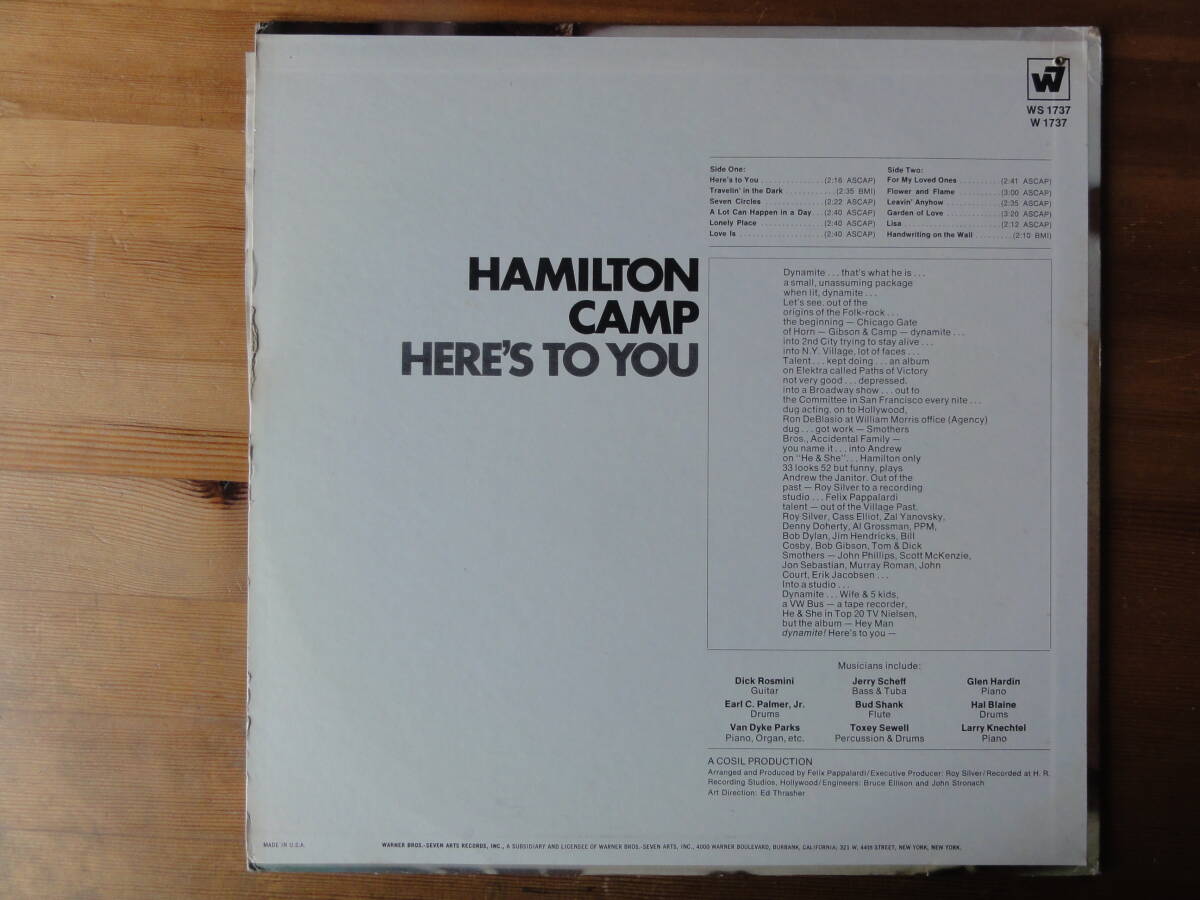 W7
WS 1737
W 1737
Side One:
Here's to You . . . . . . . . . . . . . . . (2:16 ASCAP)
Travelin' in the Dark . . . . . . . . . . . . (2:35 BMI)
Seven Circles . . . . . . . . . . . . . . (2:22 ASCAP)
A Lot Can Happen in a Day . . . (2:40 ASCAP)
Lonely Place . . . . . . . . . . . . . . . (2:40 ASCAP)
Love Is . . . . . . . . . . . . . . . . . . . . (2:40 ASCAP)
Side Two:
For My Loved Ones . . . . . . . . . . (2:41 ASCAP)
Flower and Flame . . . . . . . . . . (3:00 ASCAP)
Leavin' Anyhow . . . . . . . . . . . . . (2:35 ASCAP)
Garden of Love . . . . . . . . . . . . . (3:20 ASCAP)
Lisa . . . . . . . . . . . . . . . . . . . . . . . (2:12 ASCAP)
Handwriting on the Wall . . . . . . . . . (2:10 BMI)
HAMILTON
CAMP
HERE'S TO YOU
Dynamite . . . that's what he is . . .
a small, unassuming package
when lit, dynamite . . .
Let's see. out of the
origins of the Folk-rock . . .
the beginning — Chicago Gate
of Horn — Gibson & Camp — dynamite . . .
into 2nd City trying to stay alive . . .
into N.Y. Village, lot of faces . . .
Talent . . . kept doing . . . an album
on Elektra called Paths of Victory
not very good . . . depressed.
into a Broadway show . . . out to
the Committee in San Francisco every nite . . .
dug acting. on to Hollywood,
Ron DeBlasio at William Morris office (Agency)
dug . . . got work — Smothers
Bros., Accidental Family —
you name it . . . into Andrew
on "He & She" . . . Hamilton only
33 looks 52 but funny, plays
Andrew the Janitor. Out of the
past — Roy Silver to a recording
studio . . . Felix Pappalardi
talent — out of the Village Past.
Roy Silver, Cass Elliot, Zal Yanovsky,
Denny Doherty, Al Grossman, PPM,
Bob Dylan, Jim Hendricks, Bill
Cosby, Bob Gibson, Tom & Dick
Smothers — John Phillips, Scott McKenzie,
Jon Sebastian, Murray Roman, John
Court, Erik Jacobsen . . .
Into a studio . . .
Dynamite . . . Wife & 5 kids,
a VW Bus — a tape recorder,
He & She in Top 20 TV Nielsen,
but the album — Hey Man
dynamite! Here's to you —
Musicians include:
Dick Rosmini
Guitar
Jerry Scheff
Bass & Tuba
Glen Hardin
Piano
Earl C. Palmer, Jr.
Drums
Bud Shank
Flute
Hal Blaine
Drums
Van Dyke Parks
Piano, Organ, etc.
Toxey Sewell
Percussion & Drums
Larry Knechtel
Piano
A COSIL PRODUCTION
Arranged and Produced by Felix Pappalardi/Executive Producer: Roy Silver/Recorded at H. R.
Recording Studios, Hollywood/Engineers: Bruce Ellison and John Stronach
Art Direction: Ed Thrasher
MADE IN U.S.A.
WARNER BROS.-SEVEN ARTS RECORDS, INC., A SUBSIDIARY AND LICENSEE OF WARNER BROS.-SEVEN ARTS, INC., 4000 WARNER BOULEVARD, BURBANK, CALIFORNIA; 321 W. 44th STREET, NEW YORK, NEW YORK.